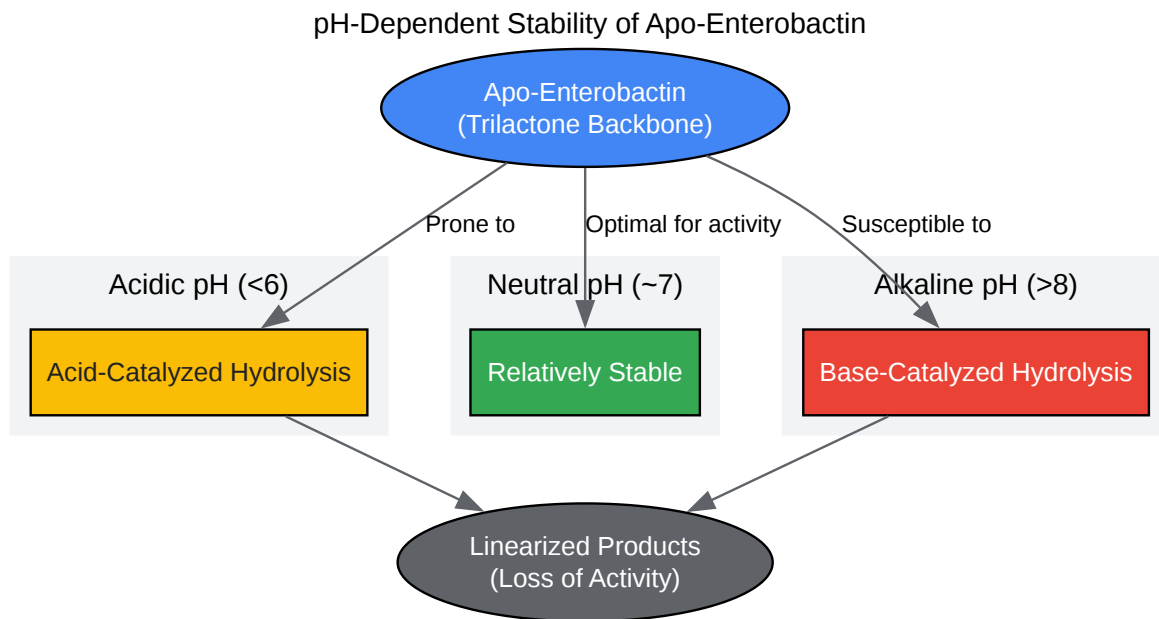 pH-Dependent Stability of Apo-Enterobactin
Apo-Enterobactin
(Trilactone Backbone)
Prone to
Optimal for activity
Susceptible to
Acidic pH (<6)
Neutral pH (~7)
Alkaline pH (>8)
Acid-Catalyzed Hydrolysis
Relatively Stable
Base-Catalyzed Hydrolysis
Linearized Products
(Loss of Activity)